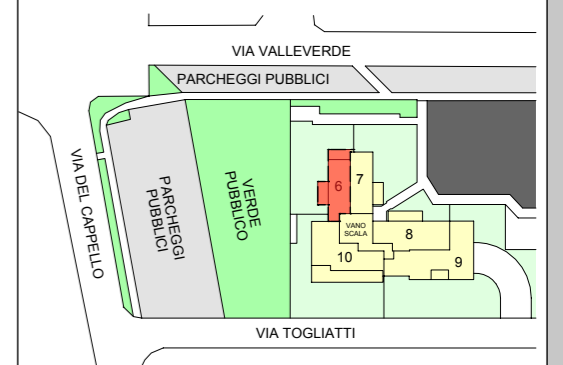 VIA VALLEVERDE
PARCHEGGI PUBBLICI
VIA DEL CAPPELLO
PARCHEGGI
PUBBLICI
VERDE
PUBBLICO
6
7
VANO
SCALA
8
10
9
VIA TOGLIATTI